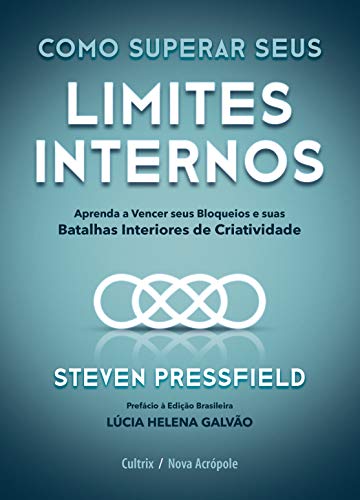 COMO SUPERAR SEUS
LIMITES
INTERNOS
Aprenda a Vencer seus Bloqueios e suas
Batalhas Interiores de Criatividade
STEVEN PRESSFIELD
Prefácio à Edição Brasileira
LÚCIA HELENA GALVÃO
Cultrix / Nova Acrópole